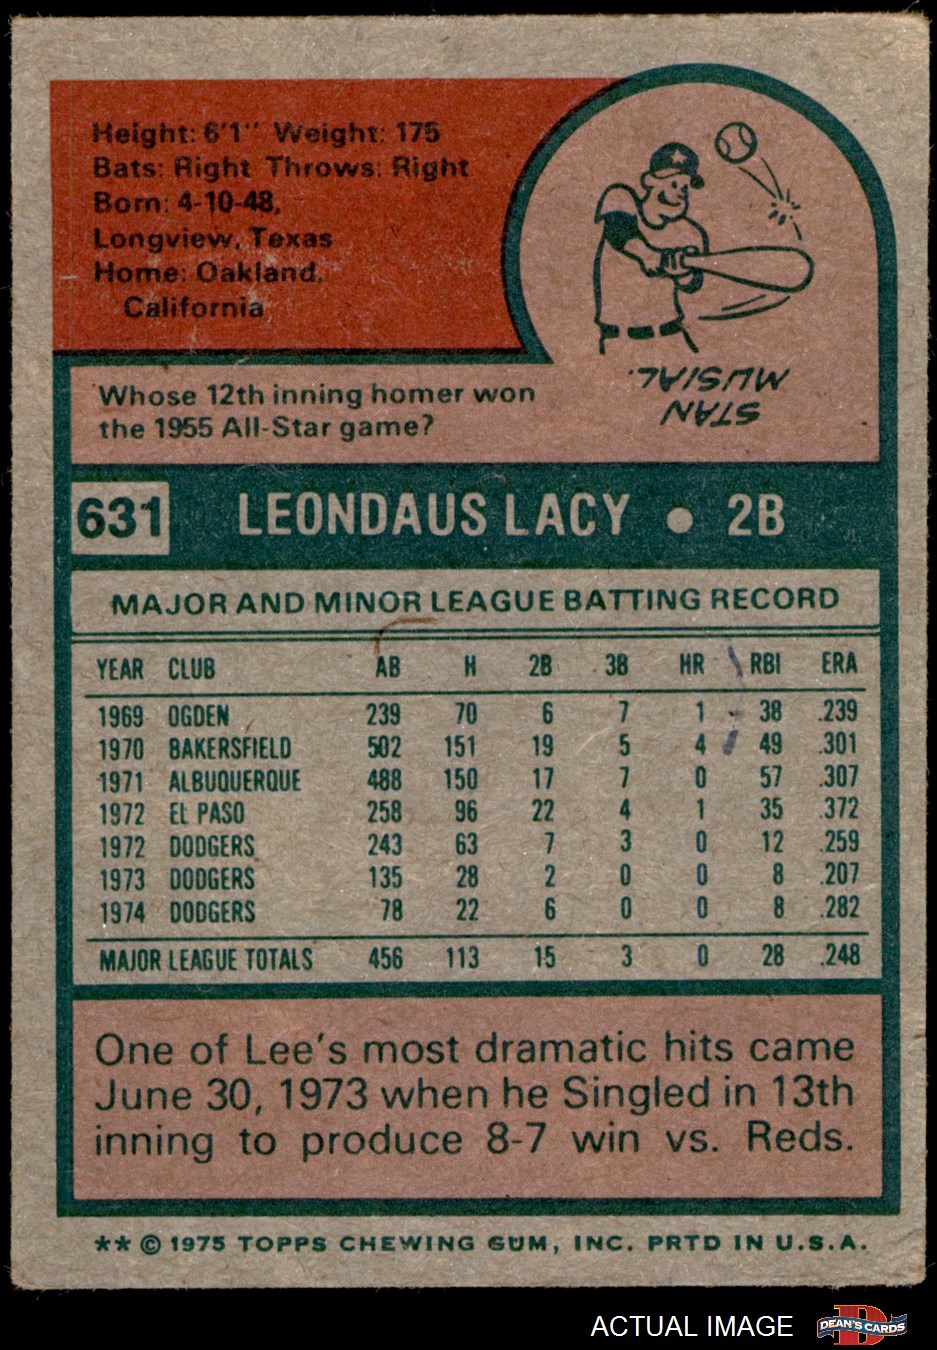 Height: 6'1" Weight: 175
Bats: Right Throws: Right
Born: 4-10-48,
Longview, Texas
Home: Oakland,
California
Whose 12th inning homer won
the 1955 All-Star game?
STAN
MUSIAL.
631 LEONDAUS LACY • 2B
MAJOR AND MINOR LEAGUE BATTING RECORD
YEAR CLUB AB H 2B 3B HR RBI ERA
1969 OGDEN 239 70 6 7 1 38 .239
1970 BAKERSFIELD 502 151 19 5 4 49 .301
1971 ALBUQUERQUE 488 150 17 7 0 57 .307
1972 EL PASO 258 96 22 4 1 35 .372
1972 DODGERS 243 63 7 3 0 12 .259
1973 DODGERS 135 28 2 0 0 8 .207
1974 DODGERS 78 22 6 0 0 8 .282
MAJOR LEAGUE TOTALS 456 113 15 3 0 28 .248
One of Lee's most dramatic hits came
June 30, 1973 when he Singled in 13th
inning to produce 8-7 win vs. Reds.
** © 1975 TOPPS CHEWING GUM, INC. PRTD IN U.S.A.
ACTUAL IMAGE
DEAN'S CARDS